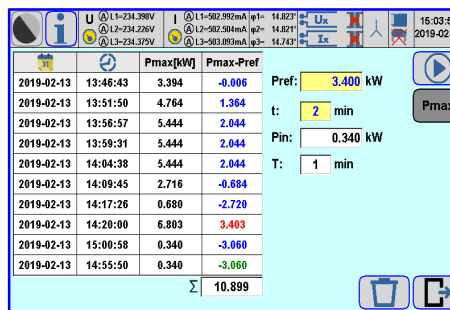 U Ⓐ L1=234.398V I Ⓐ L1=502.992mA φ1= 14.823° Ux 15:03:5
Ⓐ L2=234.226V Ⓐ L2=502.504mA φ2= 14.821° 2019-02-
Ⓐ L3=234.375V Ⓐ L3=503.093mA φ3= 14.743° Ix
31 Pmax[kW] Pmax-Pref
2019-02-13 13:46:43 3.394 -0.006
2019-02-13 13:51:50 4.764 1.364
2019-02-13 13:56:57 5.444 2.044
2019-02-13 13:59:31 5.444 2.044
2019-02-13 14:04:38 5.444 2.044
2019-02-13 14:09:45 2.716 -0.684
2019-02-13 14:17:26 0.680 -2.720
2019-02-13 14:20:00 6.803 3.403
2019-02-13 15:00:58 0.340 -3.060
2019-02-13 14:55:50 0.340 -3.060
Σ 10.899
Pref: 3.400 kW
t: 2 min
Pin: 0.340 kW
T: 1 min
Pmax